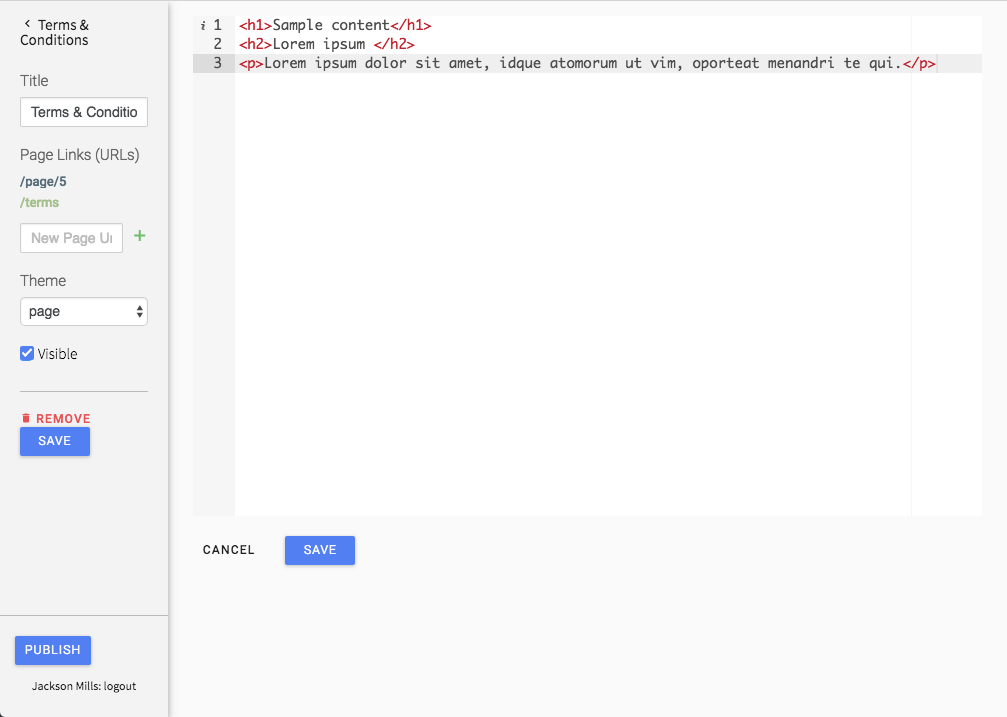 Terms &
Conditions
Title
Terms & Conditio
Page Links (URLs)
/page/5
/terms
New Page Ur
Theme
page
Visible
REMOVE
SAVE
PUBLISH
Jackson Mills: logout
i 1 <h1>Sample content</h1>
2 <h2>Lorem ipsum </h2>
3 <p>Lorem ipsum dolor sit amet, idque atomorum ut vim, oporteat menandri te qui.</p>
CANCEL SAVE